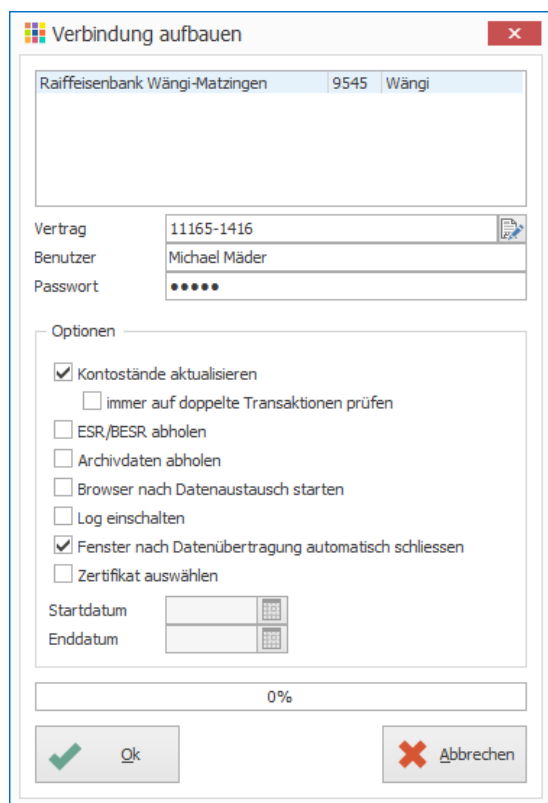 Verbindung aufbauen
Raiffeisenbank Wängi-Matzingen 9545 Wängi
Vertrag 11165-1416
Benutzer Michael Mäder
Passwort •••••
Optionen
Kontostände aktualisieren
immer auf doppelte Transaktionen prüfen
ESR/BESR abholen
Archivdaten abholen
Browser nach Datenaustausch starten
Log einschalten
Fenster nach Datenübertragung automatisch schliessen
Zertifikat auswählen
Startdatum
Enddatum
0%
Ok Abbrechen